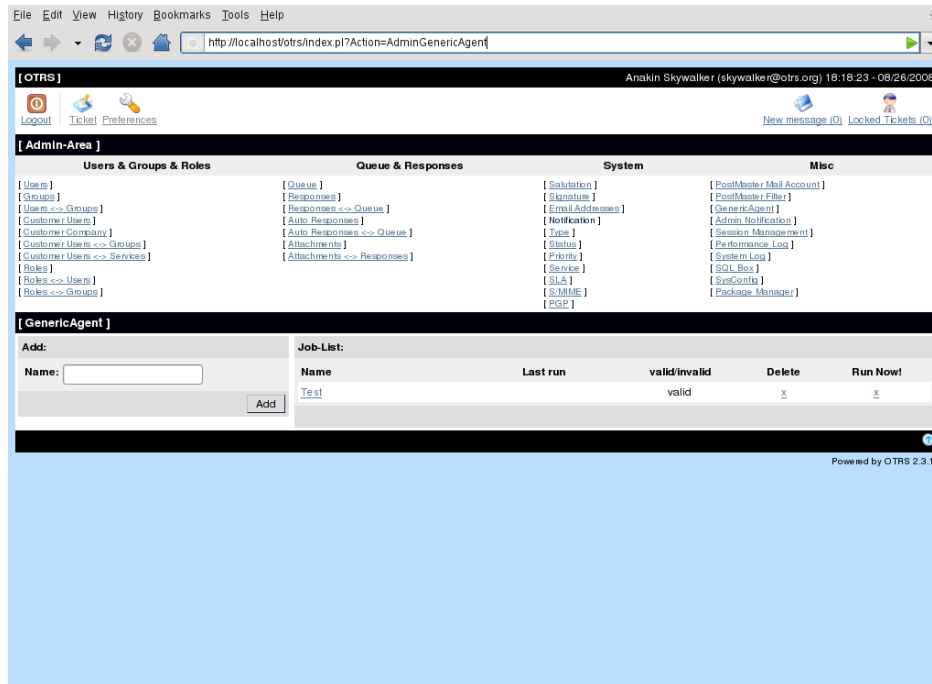 File Edit View History Bookmarks Tools Help
http://localhost/otrs/index.pl?Action=AdminGenericAgent
[ OTRS ] Anakin Skywalker (skywalker@otrs.org) 18:18:23 - 08/26/2008
Logout Ticket Preferences New message (0) Locked Tickets (0)
[ Admin-Area ]
Users & Groups & Roles Queue & Responses System Misc
[ Users ] [ Queue ] [ Salutation ] [ PostMaster Mail Account ]
[ Groups ] [ Responses ] [ Signature ] [ PostMaster Filter ]
[ Users <-> Groups ] [ Responses <-> Queue ] [ Email Addresses ] [ GenericAgent ]
[ Customer Users ] [ Auto Responses ] [ Notification ] [ Admin Notification ]
[ Customer Company ] [ Auto Responses <-> Queue ] [ Type ] [ Session Management ]
[ Customer Users <-> Groups ] [ Attachments ] [ Status ] [ Performance Log ]
[ Customer Users <-> Services ] [ Attachments <-> Responses ] [ Priority ] [ System Log ]
[ Roles ] [ Service ] [ SQL Box ]
[ Roles <-> Users ] [ SLA ] [ SysConfig ]
[ Roles <-> Groups ] [ S/MIME ] [ Package Manager ]
[ PGP ]
[ GenericAgent ]
Add: Job-List:
Name: Name Last run valid/invalid Delete Run Now!
Test valid x x
Add
Powered by OTRS 2.3.1